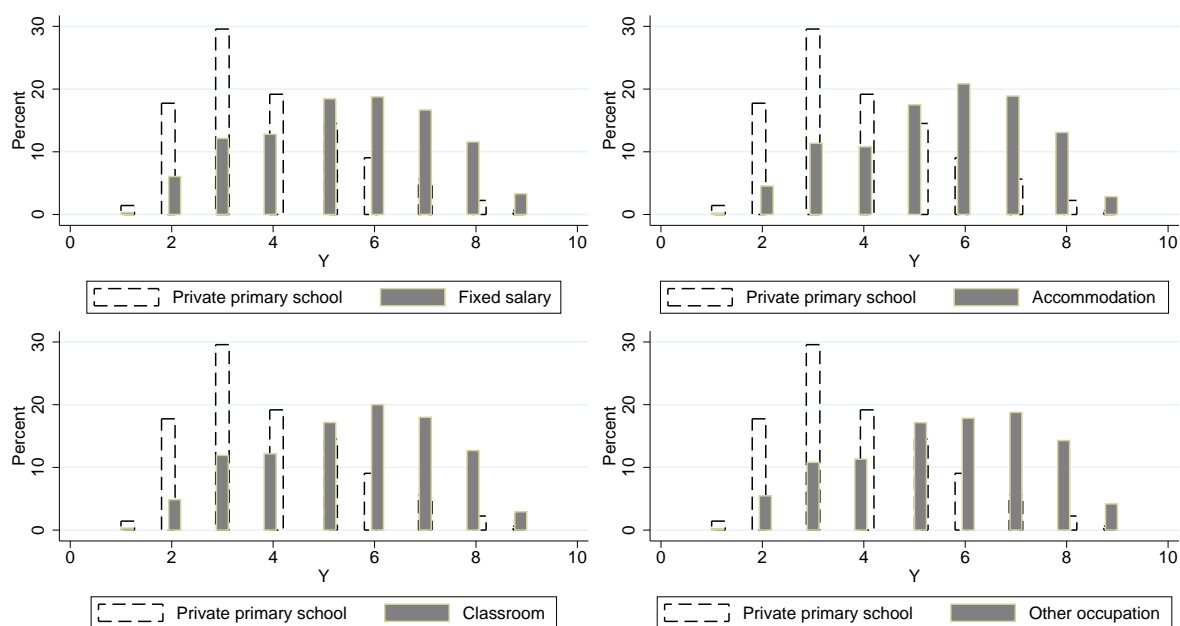 30
20
10
0
Percent
0 2 4 6 8 10
Y
Private primary school Fixed salary
30
20
10
0
Percent
0 2 4 6 8 10
Y
Private primary school Accommodation
30
20
10
0
Percent
0 2 4 6 8 10
Y
Private primary school Classroom
30
20
10
0
Percent
0 2 4 6 8 10
Y
Private primary school Other occupation